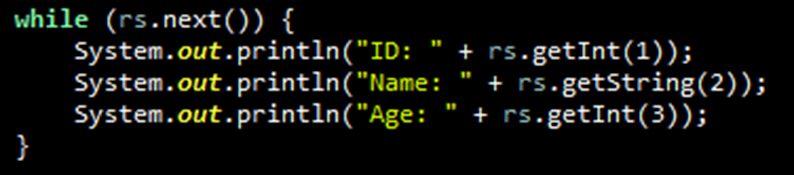 while (rs.next()) {
    System.out.println("ID: " + rs.getInt(1));
    System.out.println("Name: " + rs.getString(2));
    System.out.println("Age: " + rs.getInt(3));
}